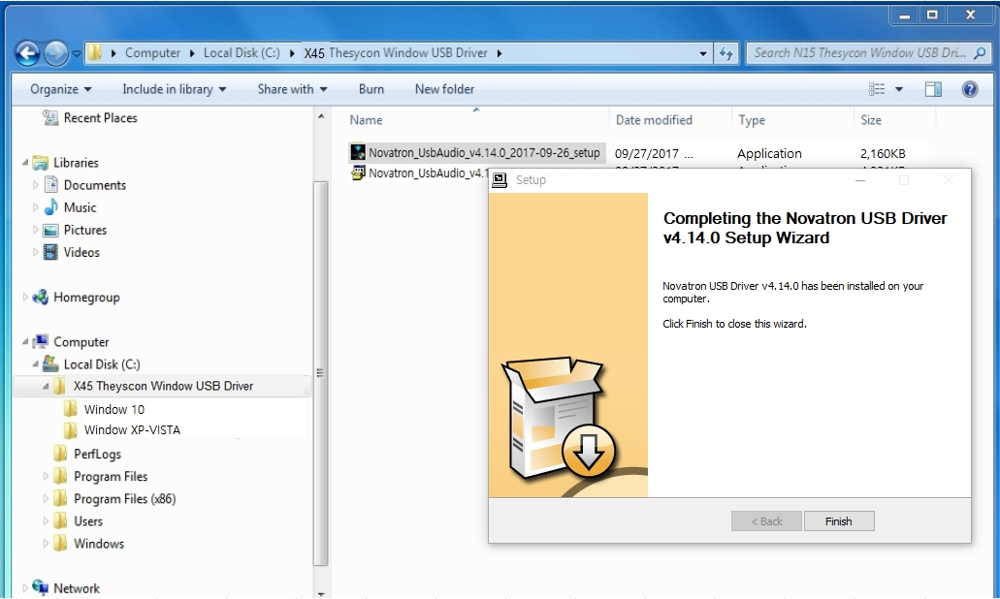 Computer ▸ Local Disk (C:) ▸ X45 Thesycon Window USB Driver ▸
Search N15 Thesycon Window USB Dri...
Organize Include in library Share with Burn New folder
Recent Places
Libraries
Documents
Music
Pictures
Videos
Homegroup
Computer
Local Disk (C:)
X45 Theyscon Window USB Driver
Window 10
Window XP-VISTA
PerfLogs
Program Files
Program Files (x86)
Users
Windows
Network
Name Date modified Type Size
Novatron_UsbAudio_v4.14.0_2017-09-26_setup 09/27/2017 ... Application 2,160KB
Novatron_UsbAudio_v4.1
Setup
Completing the Novatron USB Driver
v4.14.0 Setup Wizard
Novatron USB Driver v4.14.0 has been installed on your
computer.
Click Finish to close this wizard.
< Back Finish